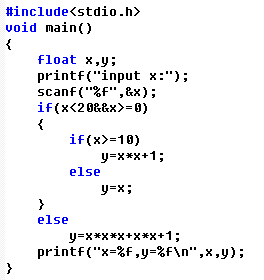 #include<stdio.h>
void main()
{
    float x,y;
    printf("input x:");
    scanf("%f",&x);
    if(x<20&&x>=0)
    {
        if(x>=10)
            y=x*x+1;
        else
            y=x;
    }
    else
        y=x*x*x+x*x+1;
    printf("x=%f,y=%f\n",x,y);
}